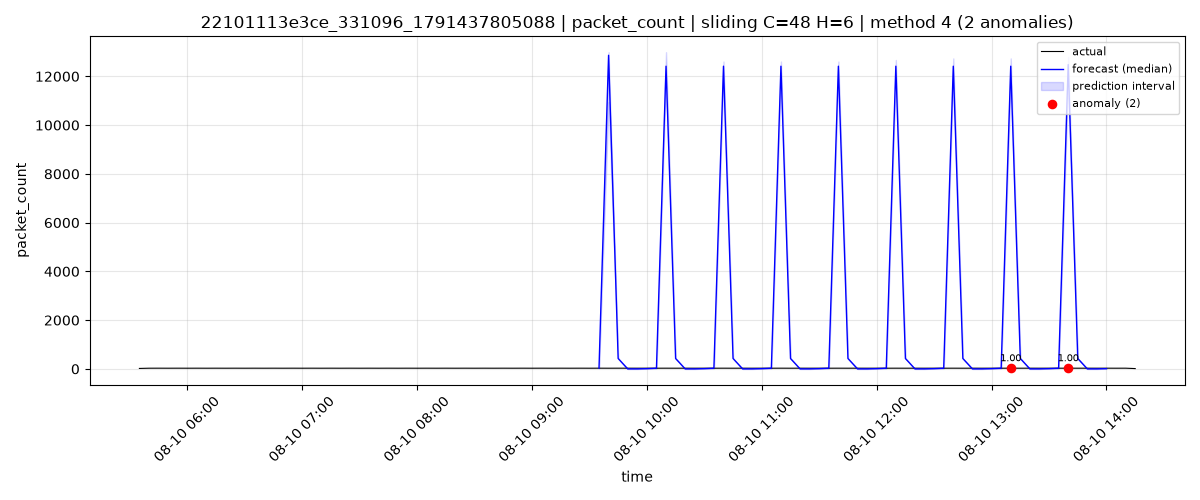 22101113e3ce_331096_1791437805088 | packet_count | sliding C=48 H=6 | method 4 (2 anomalies)
packet_count
12000
10000
8000
6000
4000
2000
0
actual
forecast (median)
prediction interval
anomaly (2)
1.00
1.00
08-10 06:00
08-10 07:00
08-10 08:00
08-10 09:00
08-10 10:00
08-10 11:00
08-10 12:00
08-10 13:00
08-10 14:00
time